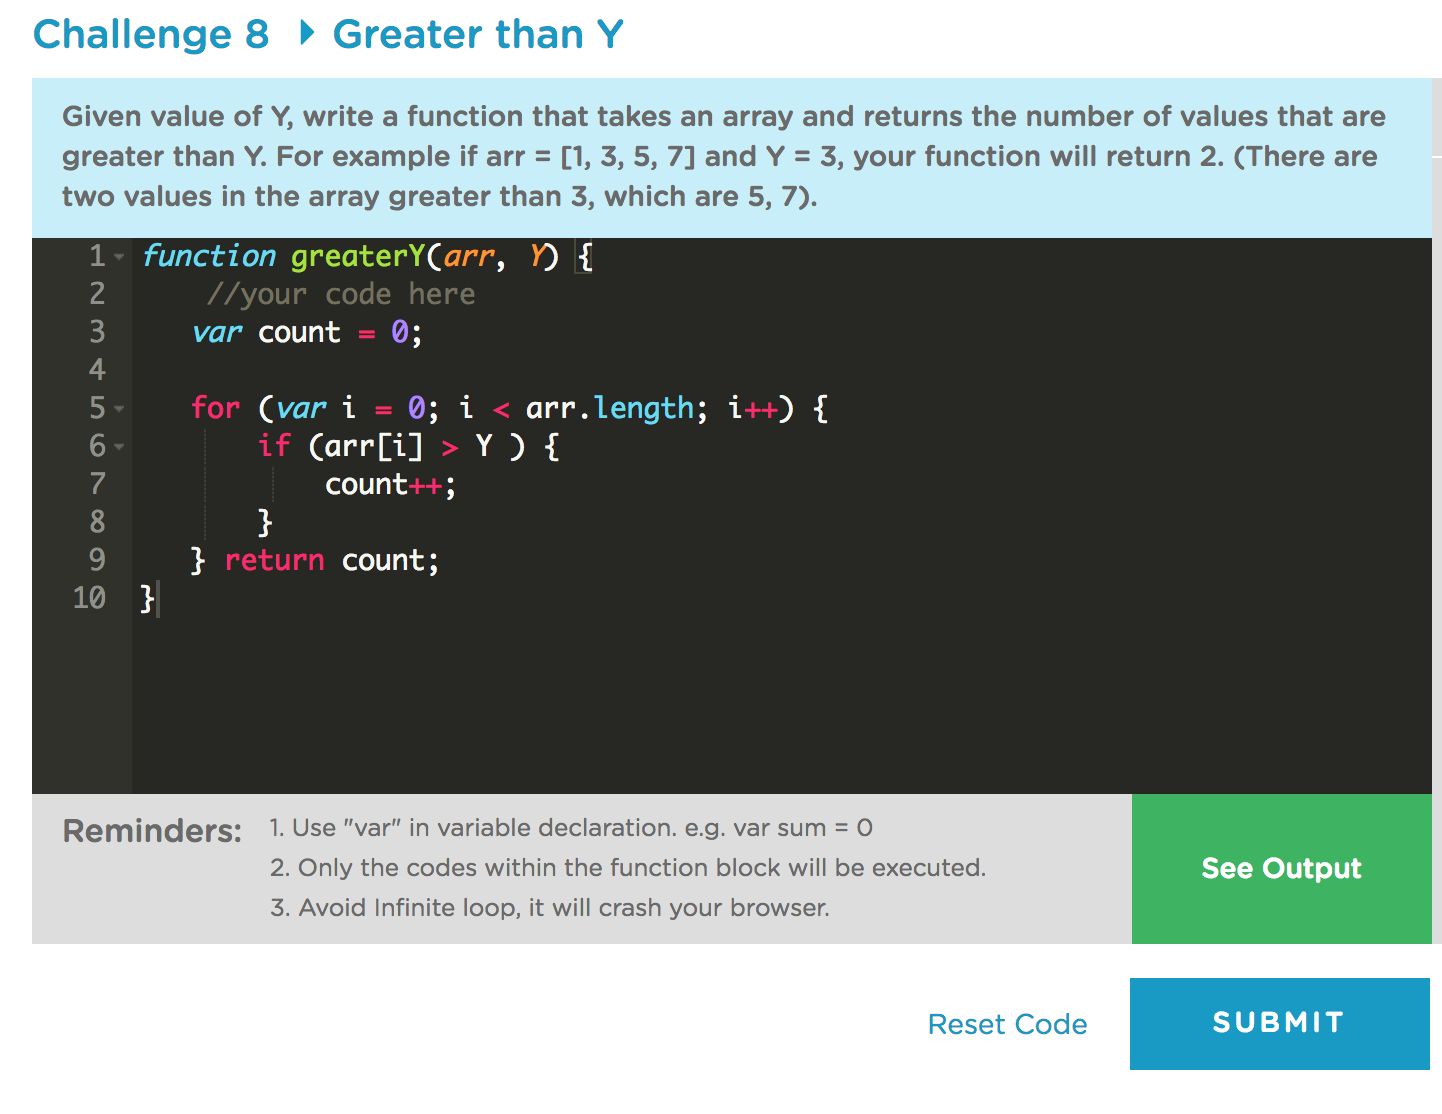 Challenge 8 ▸ Greater than Y
Given value of Y, write a function that takes an array and returns the number of values that are
greater than Y. For example if arr = [1, 3, 5, 7] and Y = 3, your function will return 2. (There are
two values in the array greater than 3, which are 5, 7).
1 function greaterY(arr, Y) {
2 //your code here
3 var count = 0;
4
5 for (var i = 0; i < arr.length; i++) {
6 if (arr[i] > Y ) {
7 count++;
8 }
9 } return count;
10 }
Reminders: 1. Use "var" in variable declaration. e.g. var sum = 0
2. Only the codes within the function block will be executed.
3. Avoid Infinite loop, it will crash your browser.
See Output
Reset Code
SUBMIT